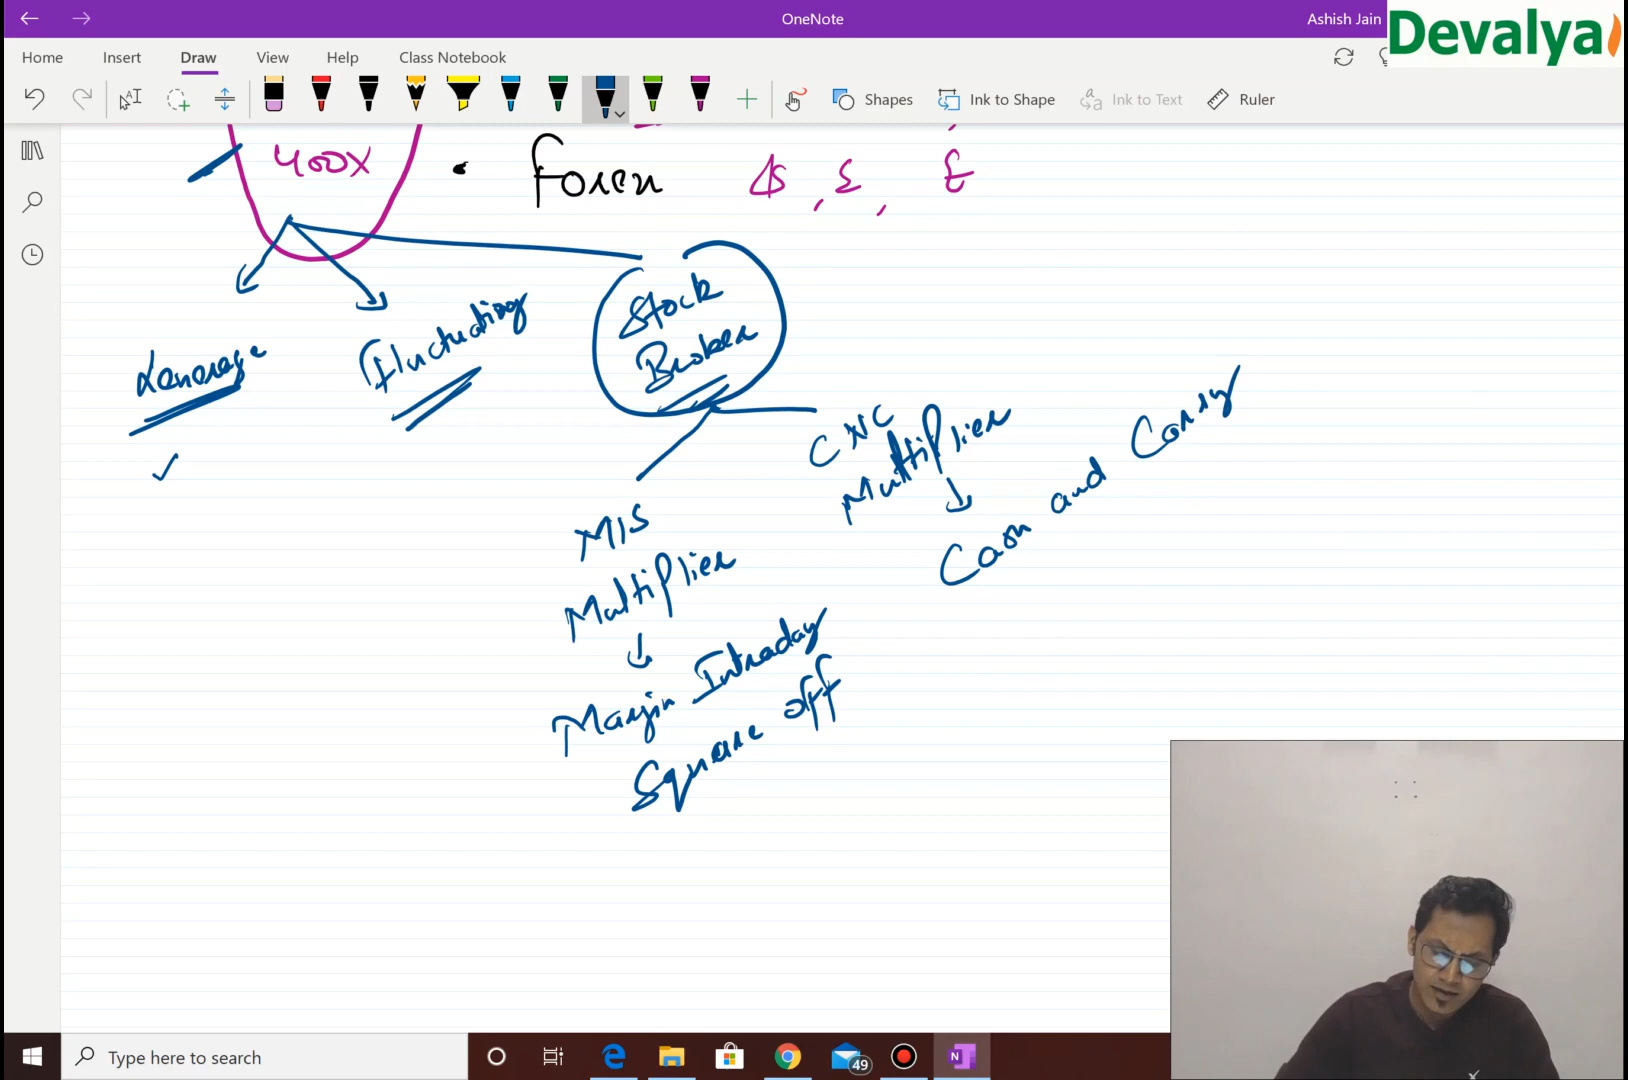 OneNote
Ashish Jain
Devalya
Home Insert Draw View Help Class Notebook
Shapes Ink to Shape Ink to Text Ruler
400X
• Forex $ , £ , £
Leverage
Fluctuating
Stock
Broker
CNC
Multiplier
Cash and Carry
MIS
Multiplier
Margin Intraday
Square off
Type here to search
49
N